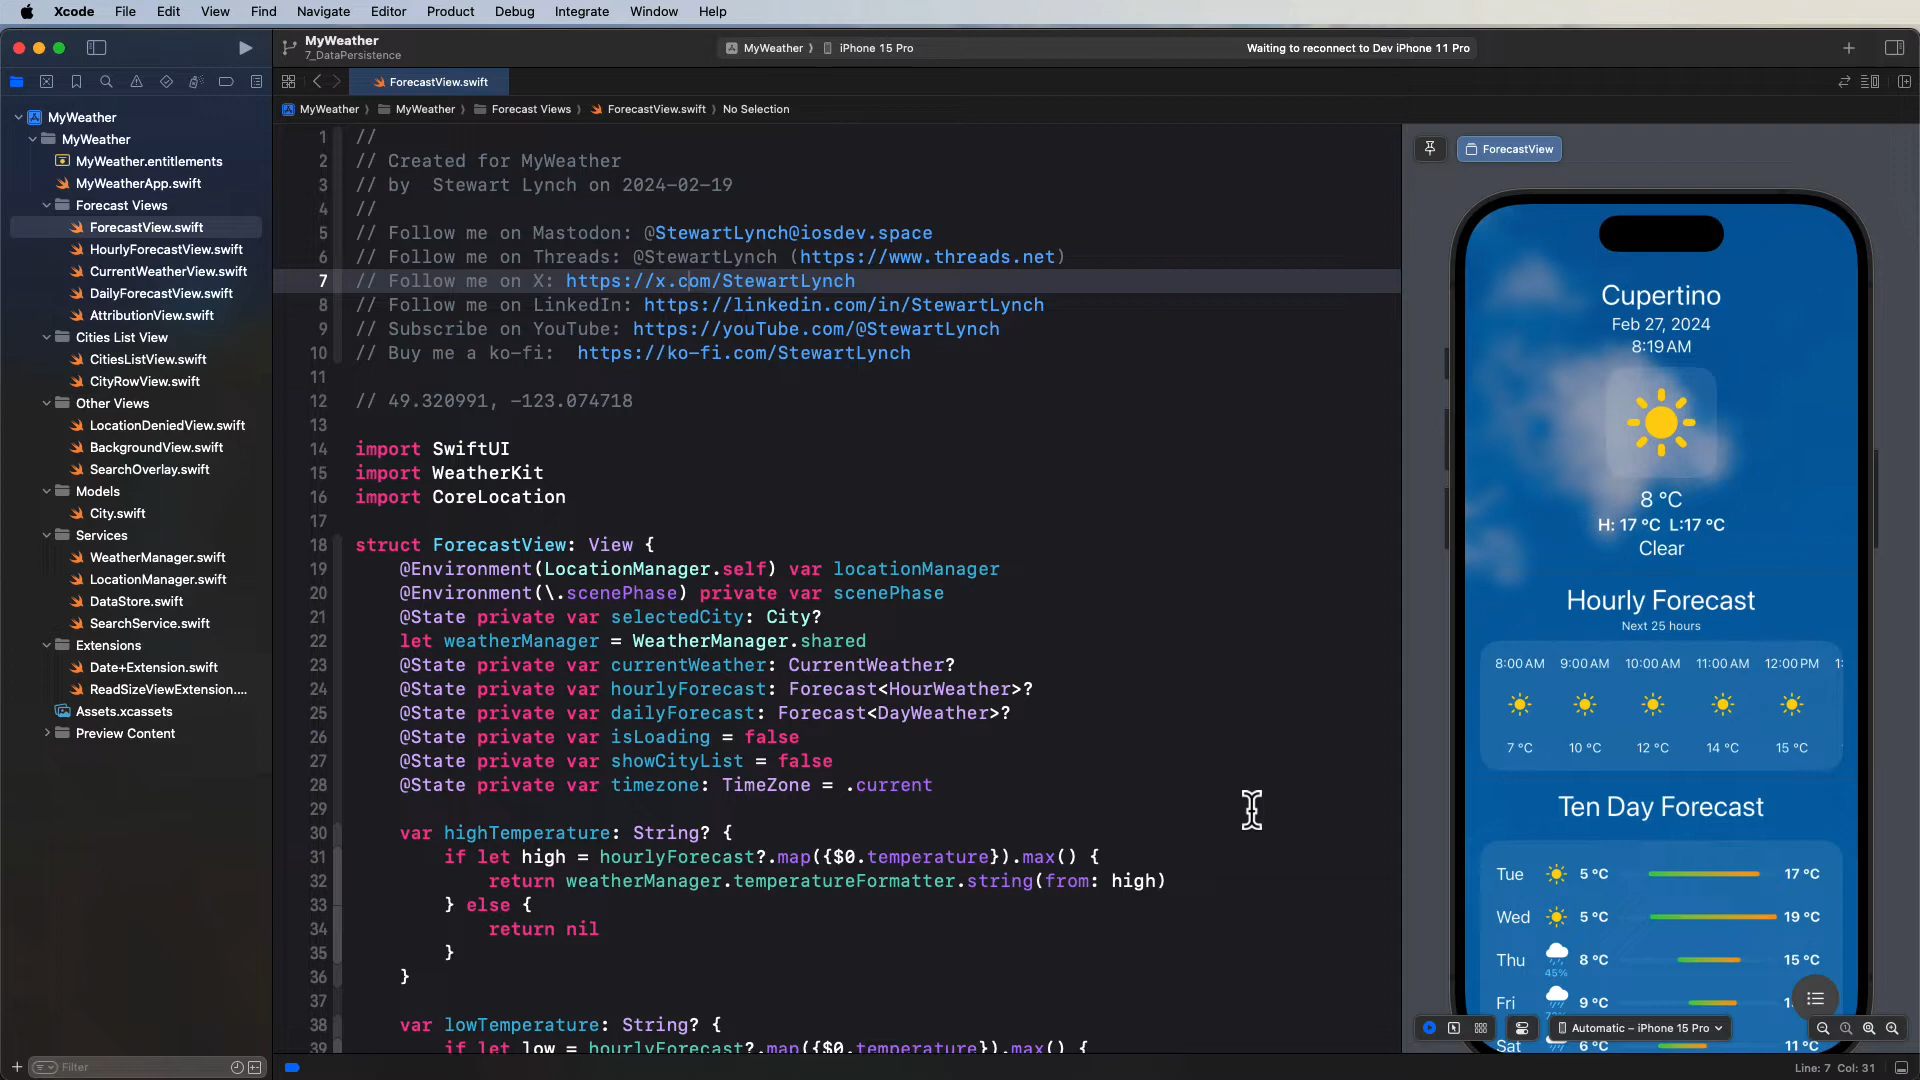 Xcode File Edit View Find Navigate Editor Product Debug Integrate Window Help
MyWeather
7_DataPersistence
MyWeather iPhone 15 Pro
Waiting to reconnect to Dev iPhone 11 Pro
ForecastView.swift
MyWeather MyWeather Forecast Views ForecastView.swift No Selection
MyWeather
MyWeather
MyWeather.entitlements
MyWeatherApp.swift
Forecast Views
ForecastView.swift
HourlyForecastView.swift
CurrentWeatherView.swift
DailyForecastView.swift
AttributionView.swift
Cities List View
CitiesListView.swift
CityRowView.swift
Other Views
LocationDeniedView.swift
BackgroundView.swift
SearchOverlay.swift
Models
City.swift
Services
WeatherManager.swift
LocationManager.swift
DataStore.swift
SearchService.swift
Extensions
Date+Extension.swift
ReadSizeViewExtension....
Assets.xcassets
Preview Content
Filter
1 //
2 // Created for MyWeather
3 // by  Stewart Lynch on 2024-02-19
4 //
5 // Follow me on Mastodon: @StewartLynch@iosdev.space
6 // Follow me on Threads: @StewartLynch (https://www.threads.net)
7 // Follow me on X: https://x.com/StewartLynch
8 // Follow me on LinkedIn: https://linkedin.com/in/StewartLynch
9 // Subscribe on YouTube: https://youTube.com/@StewartLynch
10 // Buy me a ko-fi:  https://ko-fi.com/StewartLynch
11
12 // 49.320991, -123.074718
13
14 import SwiftUI
15 import WeatherKit
16 import CoreLocation
17
18 struct ForecastView: View {
19 @Environment(LocationManager.self) var locationManager
20 @Environment(\.scenePhase) private var scenePhase
21 @State private var selectedCity: City?
22 let weatherManager = WeatherManager.shared
23 @State private var currentWeather: CurrentWeather?
24 @State private var hourlyForecast: Forecast<HourWeather>?
25 @State private var dailyForecast: Forecast<DayWeather>?
26 @State private var isLoading = false
27 @State private var showCityList = false
28 @State private var timezone: TimeZone = .current
29
30 var highTemperature: String? {
31 if let high = hourlyForecast?.map({$0.temperature}).max() {
32 return weatherManager.temperatureFormatter.string(from: high)
33 } else {
34 return nil
35 }
36 }
37
38 var lowTemperature: String? {
39 if let low = hourlyForecast?.map({$0.temperature}).max() {
ForecastView
Cupertino
Feb 27, 2024
8:19 AM
8 °C
H: 17 °C L:17 °C
Clear
Hourly Forecast
Next 25 hours
8:00 AM 9:00 AM 10:00 AM 11:00 AM 12:00 PM 1:
7 °C 10 °C 12 °C 14 °C 15 °C
Ten Day Forecast
Tue 5 °C 17 °C
Wed 5 °C 19 °C
Thu 45% 8 °C 15 °C
Fri 9 °C
Sat 6 °C 11 °C
Automatic – iPhone 15 Pro
Line: 7 Col: 31